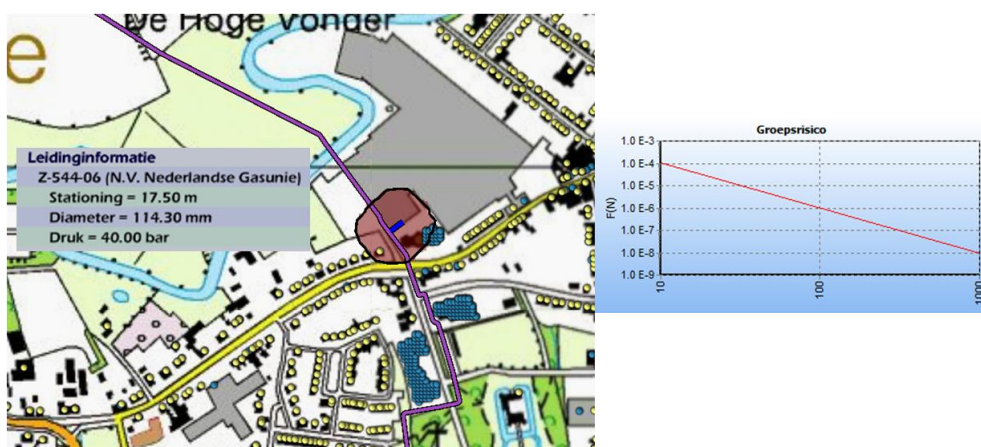 De Hoge Vonder
e
Leidinginformatie
Z-544-06 (N.V. Nederlandse Gasunie)
Stationing = 17.50 m
Diameter = 114.30 mm
Druk = 40.00 bar
Groepsrisico
F(N)
1.0 E-3
1.0 E-4
1.0 E-5
1.0 E-6
1.0 E-7
1.0 E-8
1.0 E-9
10
100
1000